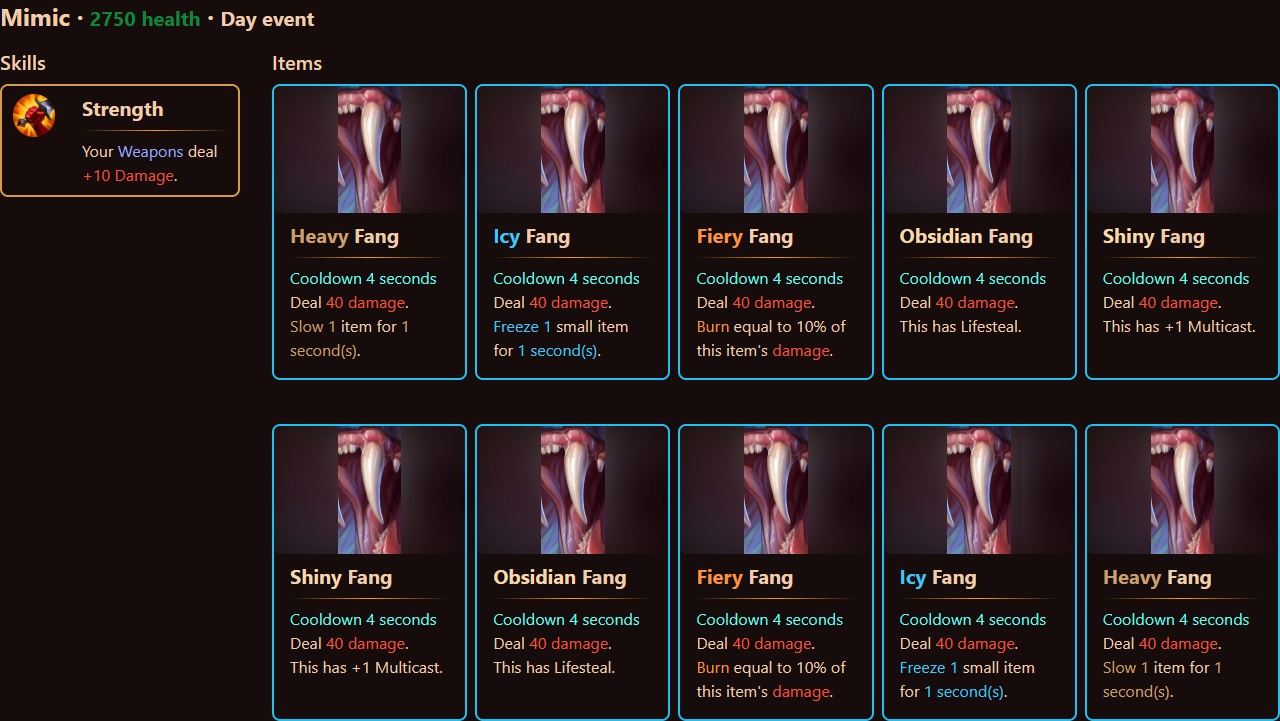 Mimic · 2750 health · Day event
Skills
Strength
Your Weapons deal
+10 Damage.
Items
Heavy Fang
Cooldown 4 seconds
Deal 40 damage.
Slow 1 item for 1
second(s).
Icy Fang
Cooldown 4 seconds
Deal 40 damage.
Freeze 1 small item
for 1 second(s).
Fiery Fang
Cooldown 4 seconds
Deal 40 damage.
Burn equal to 10% of
this item's damage.
Obsidian Fang
Cooldown 4 seconds
Deal 40 damage.
This has Lifesteal.
Shiny Fang
Cooldown 4 seconds
Deal 40 damage.
This has +1 Multicast.
Shiny Fang
Cooldown 4 seconds
Deal 40 damage.
This has +1 Multicast.
Obsidian Fang
Cooldown 4 seconds
Deal 40 damage.
This has Lifesteal.
Fiery Fang
Cooldown 4 seconds
Deal 40 damage.
Burn equal to 10% of
this item's damage.
Icy Fang
Cooldown 4 seconds
Deal 40 damage.
Freeze 1 small item
for 1 second(s).
Heavy Fang
Cooldown 4 seconds
Deal 40 damage.
Slow 1 item for 1
second(s).